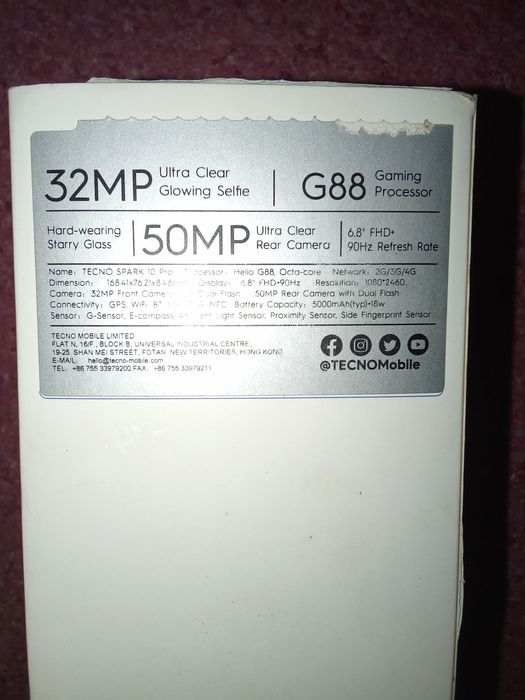 32MP Ultra Clear Glowing Selfie | G88 Gaming Processor
Hard-wearing Starry Glass | 50MP Ultra Clear Rear Camera | 6.8" FHD+ 90Hz Refresh Rate
Name: TECNO SPARK 10 Pro Helio G88, Octa-core Network: 2G/3G/4G
Dimension: 168.41x76.21x8.46 Display: 6.8" FHD+90Hz Resolution: 1080*2460
Camera: 32MP Front Dual Flash 50MP Rear Camera with Dual Flash
Connectivity: GPS, WiFi NFC Battery Capacity: 5000mAh(typ)+18w
Sensor: G-Sensor, E-compass, Light Sensor, Proximity Sensor, Side Fingerprint Sensor
TECNO MOBILE LIMITED
FLAT N, 16/F., BLOCK B, UNIVERSAL INDUSTRIAL CENTRE,
19-25 SHAN MEI STREET, FOTAN NEW TERRITORIES, HONG KONG
E-MAIL: hello@tecno-mobile.com
TEL: +86 755 33979200 FAX: +86 755 33979211
@TECNOMobile